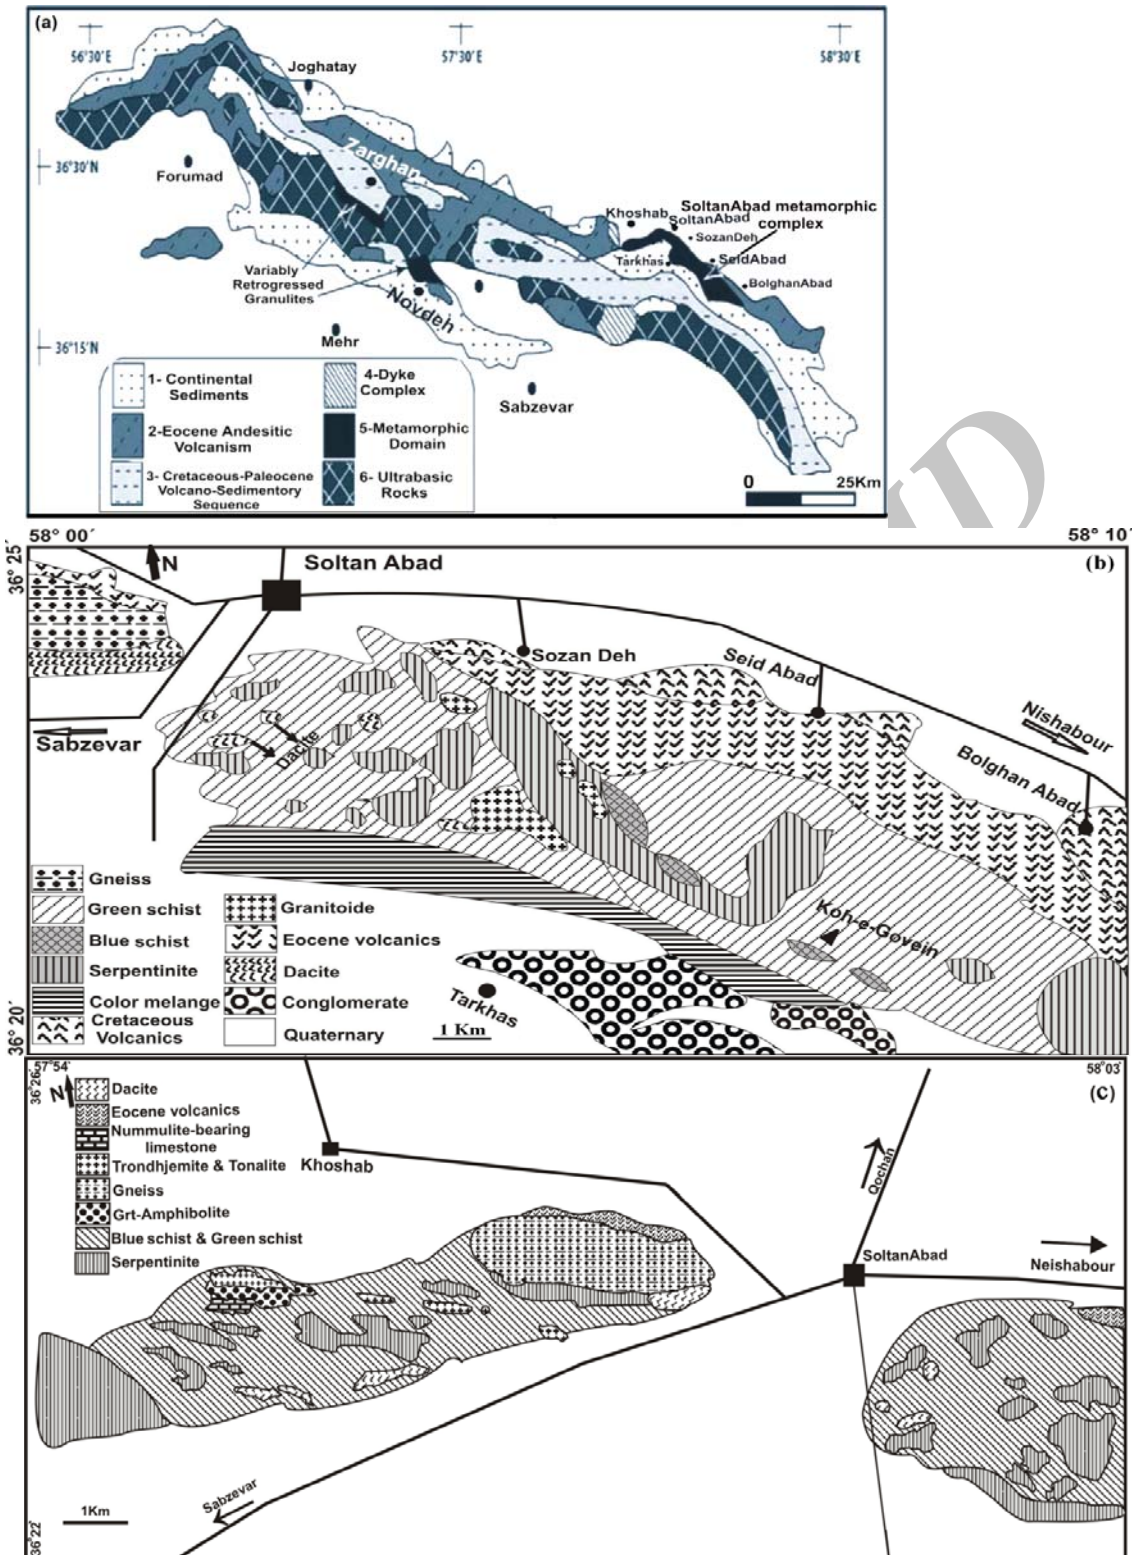 (a)
56°30′E
57°30′E
58°30′E
Joghatay
36°30′N
Zarghan
Forumad
Khoshab
SoltanAbad
SoltanAbad metamorphic
complex
SozanDeh
Tarkhas
SeidAbad
BolghanAbad
Variably
Retrogressed
Granulites
Novdeh
36°15′N
Mehr
Sabzevar
1- Continental
Sediments
2-Eocene Andesitic
Volcanism
3- Cretaceous-Paleocene
Volcano-Sedimentory
Sequence
4-Dyke
Complex
5-Metamorphic
Domain
6- Ultrabasic
Rocks
0 25Km
D
58° 00′
58° 10′
36° 25′
N
Soltan Abad
(b)
Sozan Deh
Seid Abad
Nishabour
Bolghan Abad
Sabzevar
Dacite
Koh-e-Govein
Tarkhas
1 Km
36° 20′
Gneiss
Green schist
Blue schist
Serpentinite
Color melange
Cretaceous
Volcanics
Granitoide
Eocene volcanics
Dacite
Conglomerate
Quaternary
57°54′
58°03′
36°26′
N
(C)
Dacite
Eocene volcanics
Nummulite-bearing
limestone
Trondhjemite & Tonalite
Gneiss
Grt-Amphibolite
Blue schist & Green schist
Serpentinite
Khoshab
Qochan
SoltanAbad
Neishabour
Sabzevar
1Km
36°22′